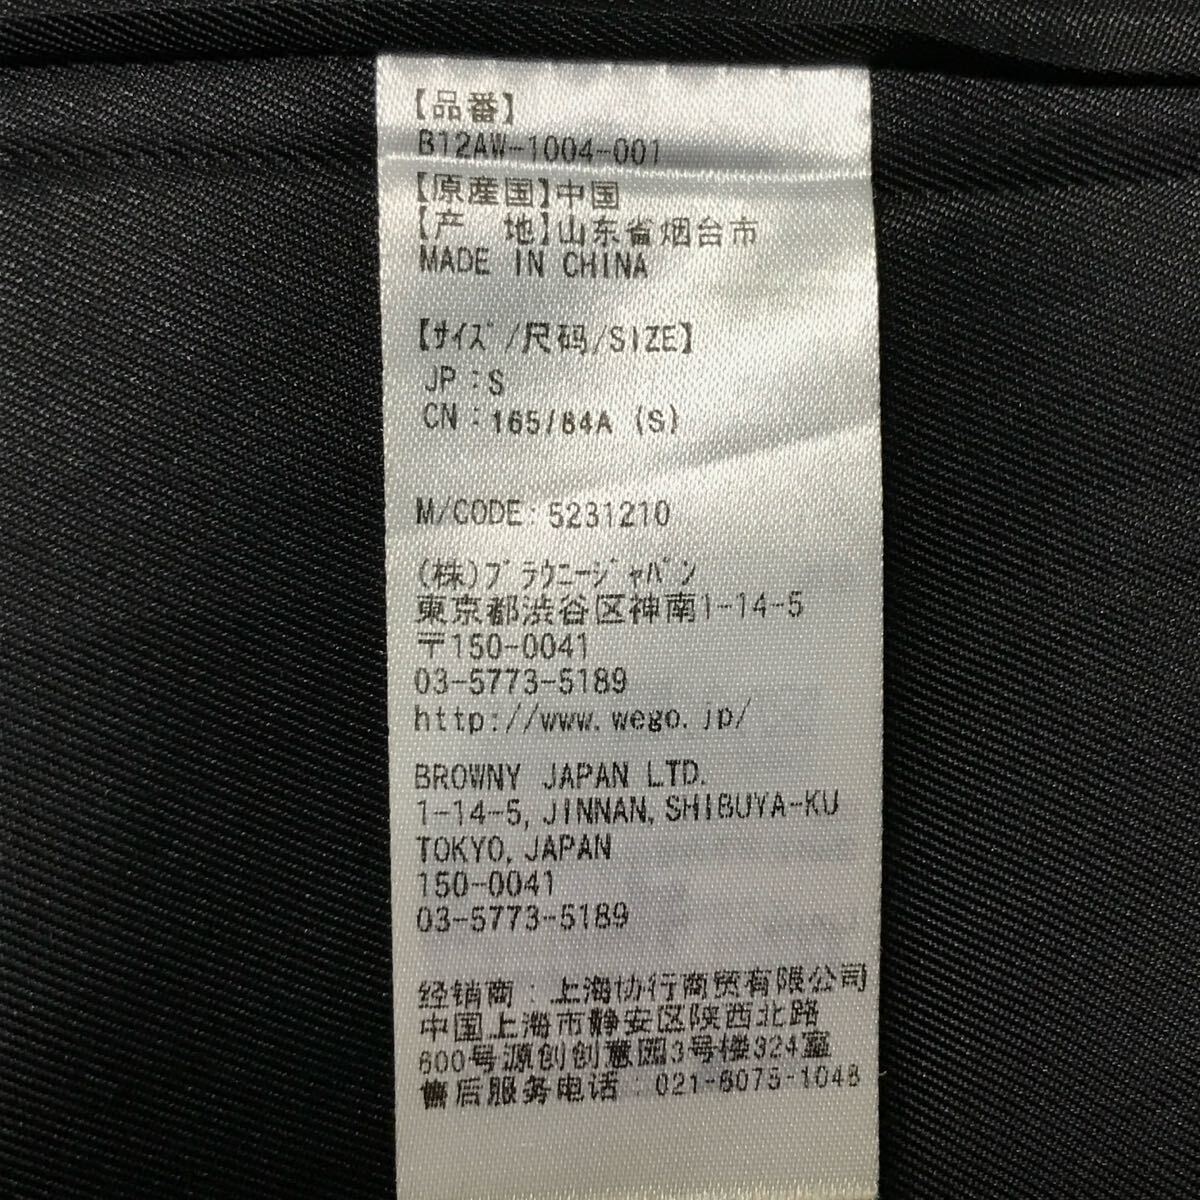 【品番】
B12AW-1004-001
【原産国】中国
【产　地】山东省烟台市
MADE IN CHINA
【ｻｲｽﾞ/尺码/SIZE】
JP:S
CN:165/84A (S)
M/CODE:5231210
(株)ﾌﾞﾗｳﾆｰｼﾞｬﾊﾟﾝ
東京都渋谷区神南1-14-5
〒150-0041
03-5773-5189
http://www.wego.jp/
BROWNY JAPAN LTD.
1-14-5, JINNAN, SHIBUYA-KU
TOKYO, JAPAN
150-0041
03-5773-5189
经销商：上海协行商贸有限公司
中国上海市静安区陕西北路
600号源创创意园3号楼324室
售后服务电话：021-6075-1048